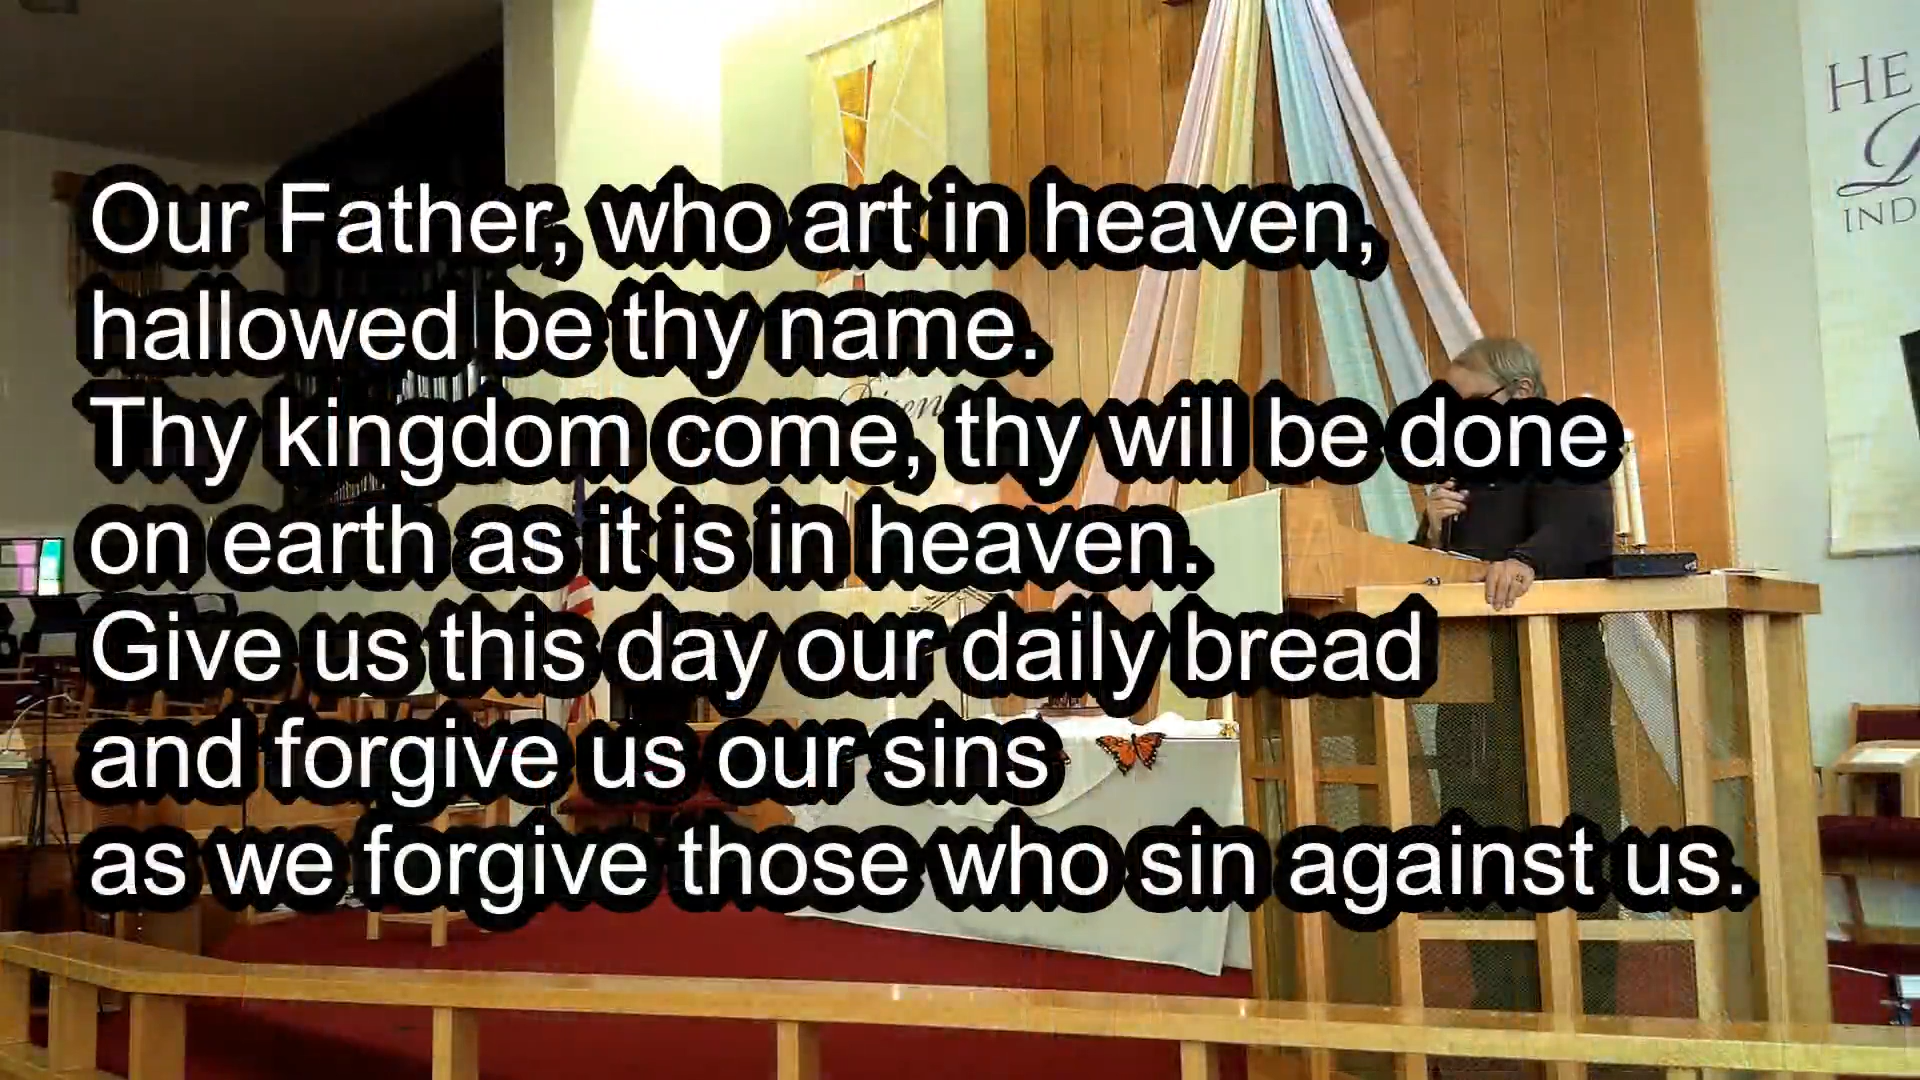 Our Father, who art in heaven,
hallowed be thy name.
Thy kingdom come, thy will be done
on earth as it is in heaven.
Give us this day our daily bread
and forgive us our sins
as we forgive those who sin against us.
HE
IND